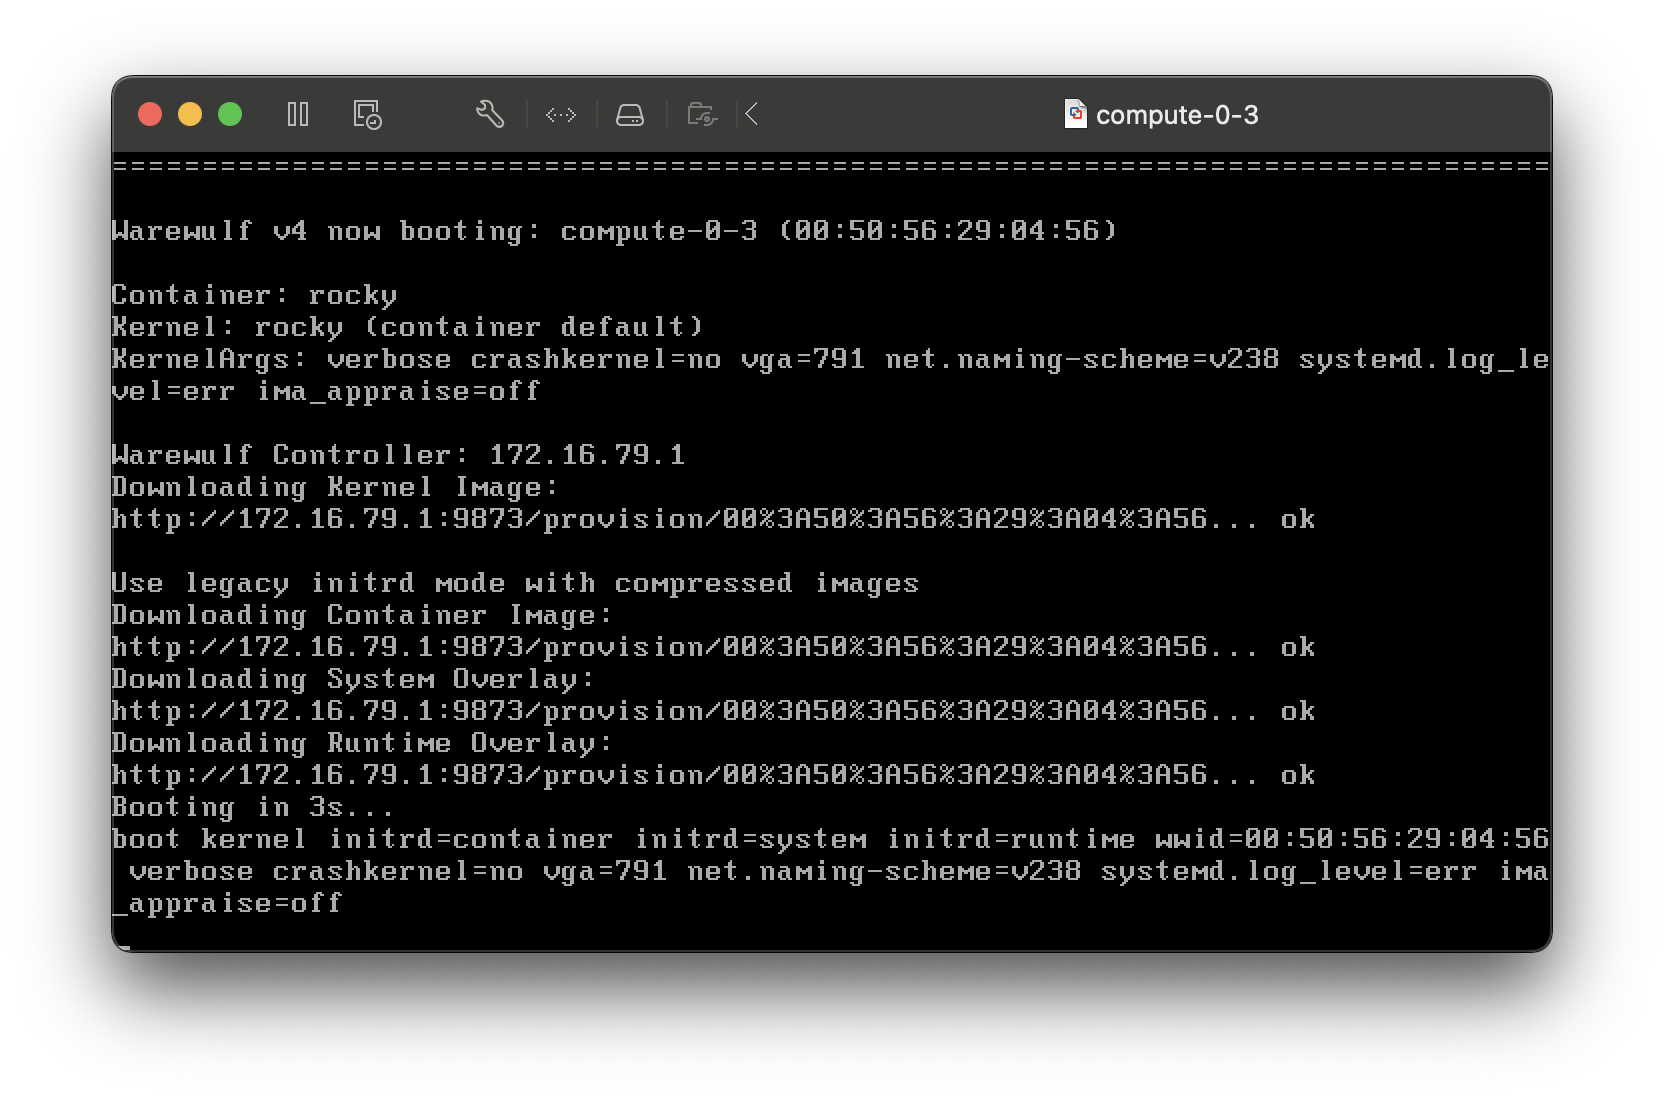 compute-0-3
================================================================================
Warewulf v4 now booting: compute-0-3 (00:50:56:29:04:56)
Container: rocky
Kernel: rocky (container default)
KernelArgs: verbose crashkernel=no vga=791 net.naming-scheme=v238 systemd.log_le
vel=err ima_appraise=off
Warewulf Controller: 172.16.79.1
Downloading Kernel Image:
http://172.16.79.1:9873/provision/00%3A50%3A56%3A29%3A04%3A56... ok
Use legacy initrd mode with compressed images
Downloading Container Image:
http://172.16.79.1:9873/provision/00%3A50%3A56%3A29%3A04%3A56... ok
Downloading System Overlay:
http://172.16.79.1:9873/provision/00%3A50%3A56%3A29%3A04%3A56... ok
Downloading Runtime Overlay:
http://172.16.79.1:9873/provision/00%3A50%3A56%3A29%3A04%3A56... ok
Booting in 3s...
boot kernel initrd=container initrd=system initrd=runtime wwid=00:50:56:29:04:56
 verbose crashkernel=no vga=791 net.naming-scheme=v238 systemd.log_level=err ima
_appraise=off